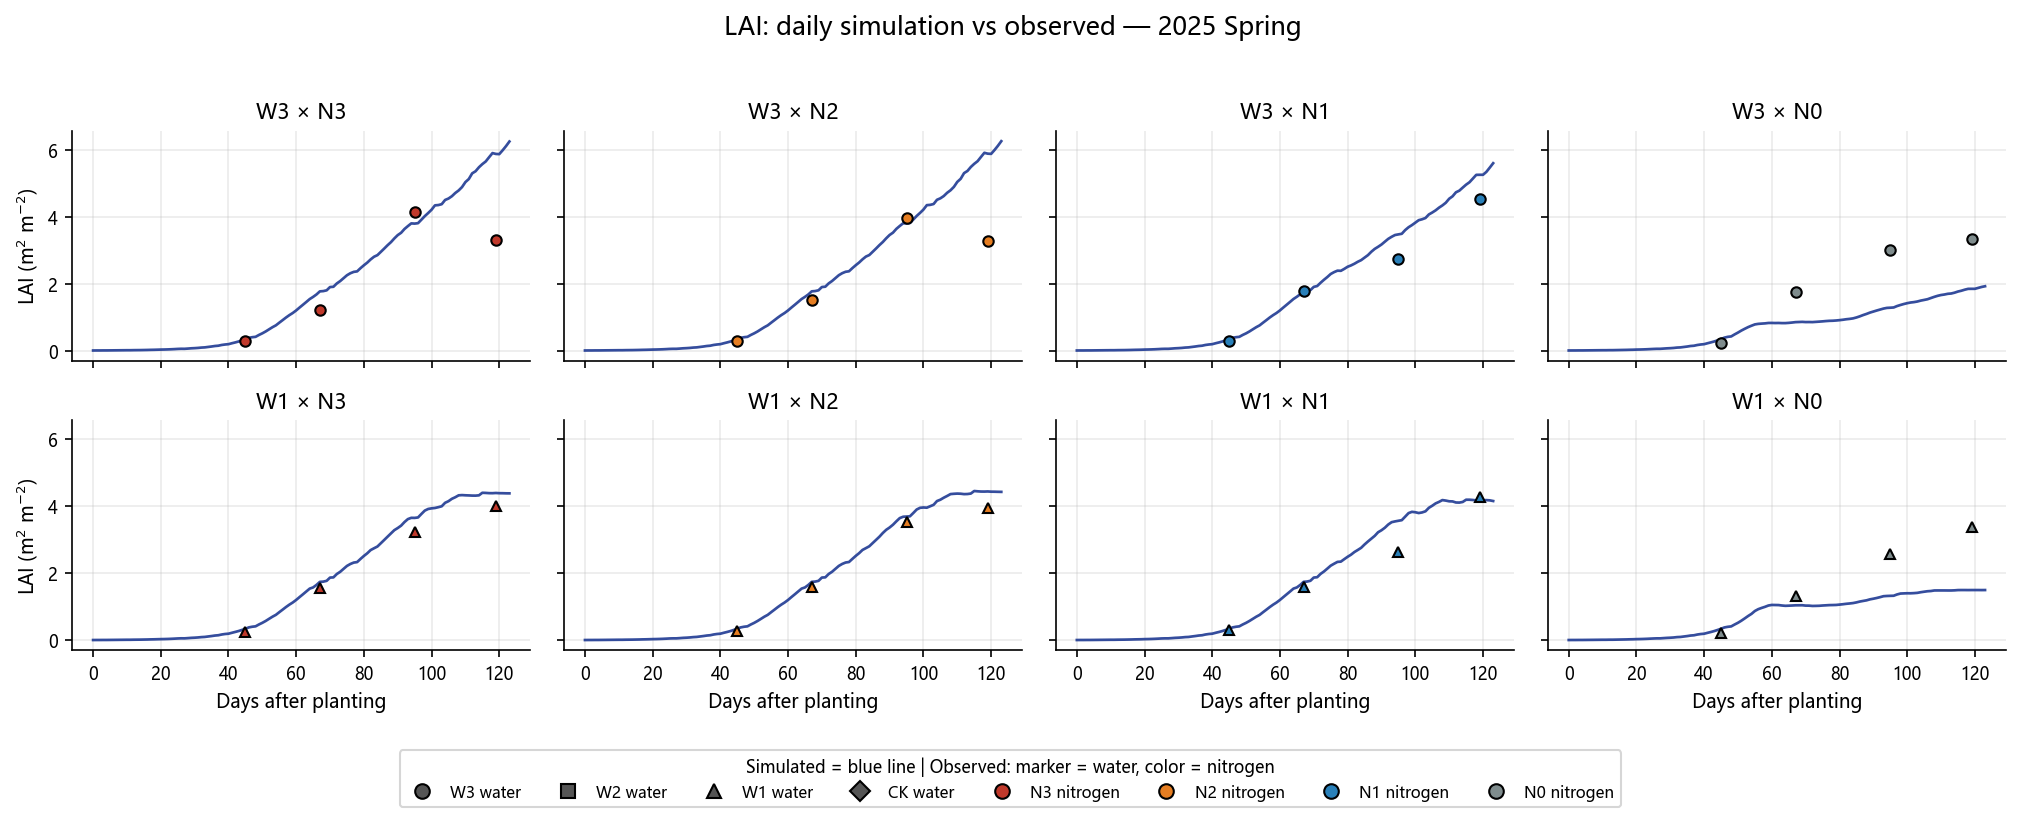 LAI: daily simulation vs observed — 2025 Spring
W3 × N3
W3 × N2
W3 × N1
W3 × N0
LAI (m² m⁻²)
6
4
2
0
W1 × N3
W1 × N2
W1 × N1
W1 × N0
LAI (m² m⁻²)
6
4
2
0
0 20 40 60 80 100 120
0 20 40 60 80 100 120
0 20 40 60 80 100 120
0 20 40 60 80 100 120
Days after planting
Days after planting
Days after planting
Days after planting
Simulated = blue line | Observed: marker = water, color = nitrogen
W3 water W2 water W1 water CK water N3 nitrogen N2 nitrogen N1 nitrogen N0 nitrogen